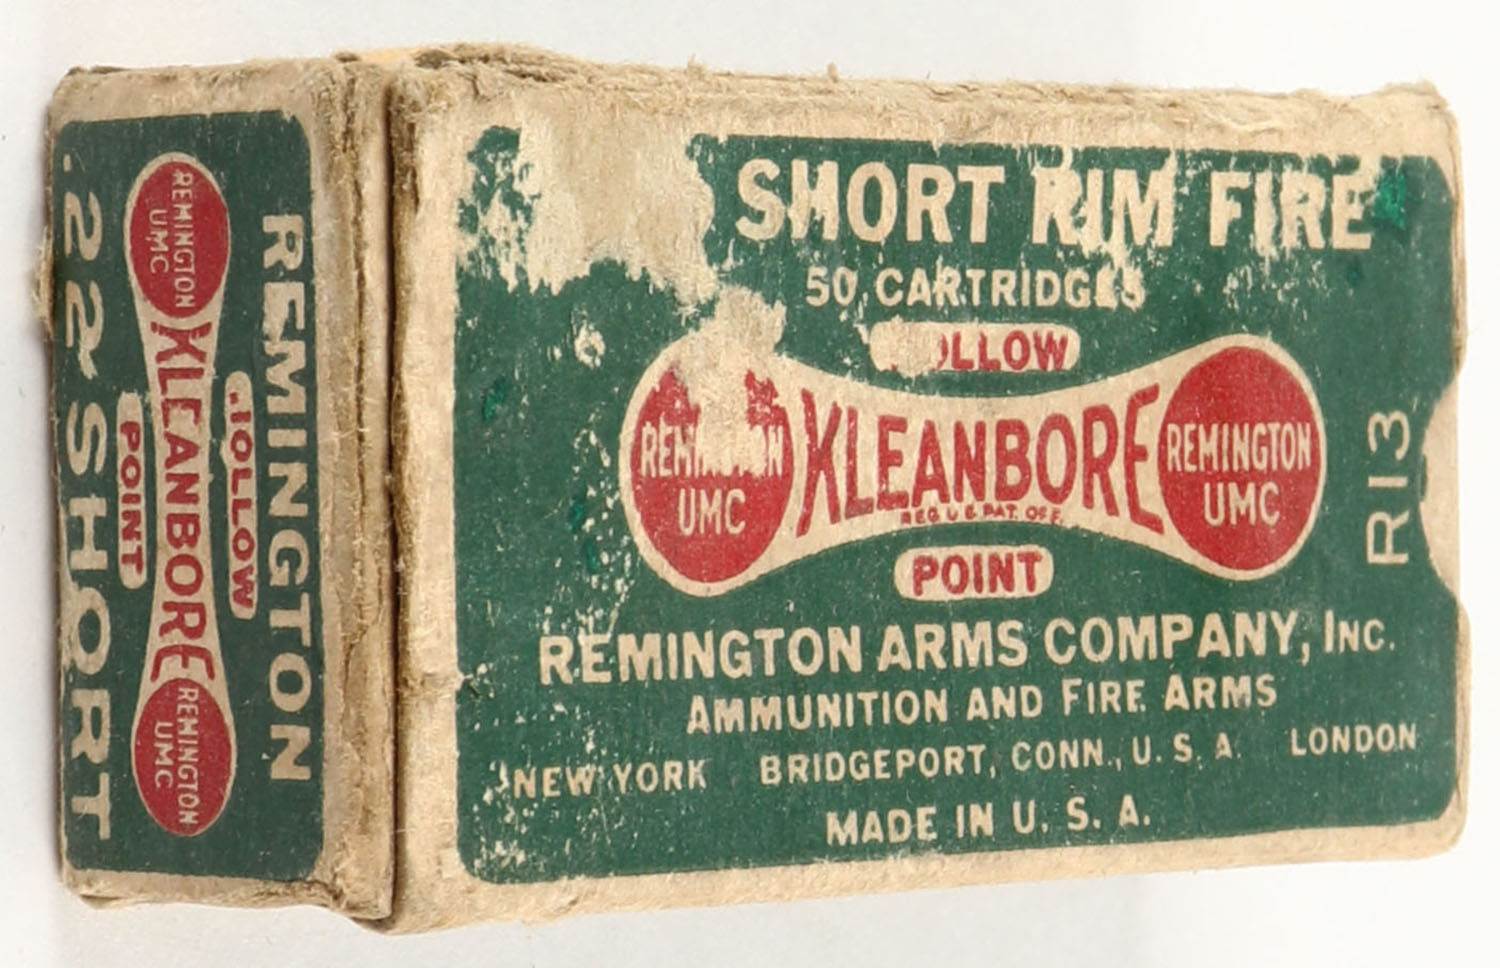 REMINGTON
HOLLOW
REMINGTON
UMC
KLEANBORE
REMINGTON
UMC
POINT
.22 SHORT
SHORT RIM FIRE
50 CARTRIDGES
HOLLOW
REMINGTON
UMC
KLEANBORE
REG. U.S. PAT. OFF.
REMINGTON
UMC
POINT
R13
REMINGTON ARMS COMPANY, INC.
AMMUNITION AND FIRE ARMS
NEW YORK BRIDGEPORT, CONN., U. S. A. LONDON
MADE IN U. S. A.